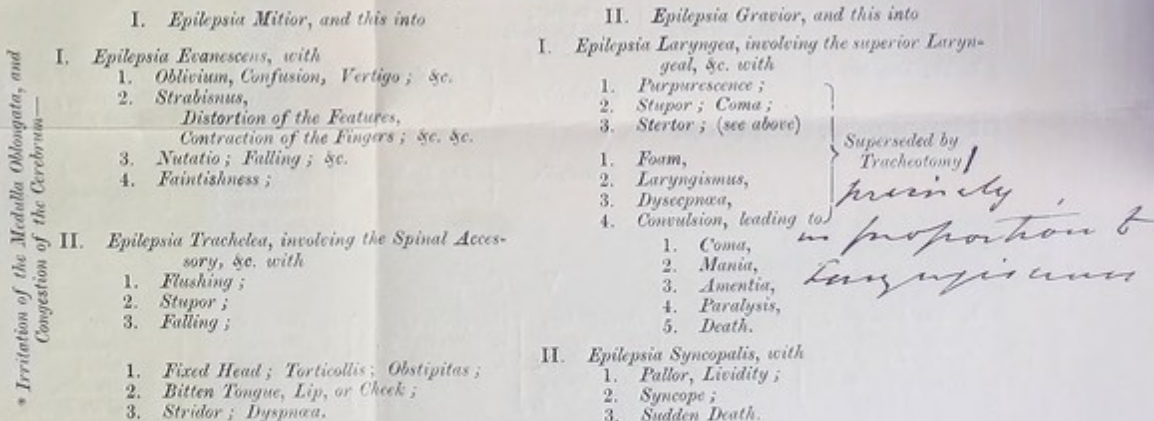 * Irritation of the Medulla Oblongata, and
Congestion of the Cerebrum—
I. Epilepsia Mitior, and this into
I. Epilepsia Evanescens, with
1. Oblivium, Confusion, Vertigo ; &c.
2. Strabisnus,
Distortion of the Features,
Contraction of the Fingers ; &c. &c.
3. Nutatio ; Falling ; &c.
4. Faintishness ;
II. Epilepsia Trachelea, involving the Spinal Acces-
sory, &c. with
1. Flushing ;
2. Stupor ;
3. Falling ;
1. Fixed Head ; Torticollis ; Obstipitas ;
2. Bitten Tongue, Lip, or Cheek ;
3. Stridor ; Dyspnœa.
II. Epilepsia Gravior, and this into
I. Epilepsia Laryngea, involving the superior Laryn-
geal, &c. with
1. Purpurescence ;
2. Stupor ; Coma ;
3. Stertor ; (see above)
1. Foam,
2. Laryngismus,
3. Dysecpnœa,
4. Convulsion, leading to
1. Coma,
2. Mania,
3. Amentia,
4. Paralysis,
5. Death.
Superseded by
Tracheotomy /
precisely
in proportion to
Laryngismus
II. Epilepsia Syncopalis, with
1. Pallor, Lividity ;
2. Syncope ;
3. Sudden Death.